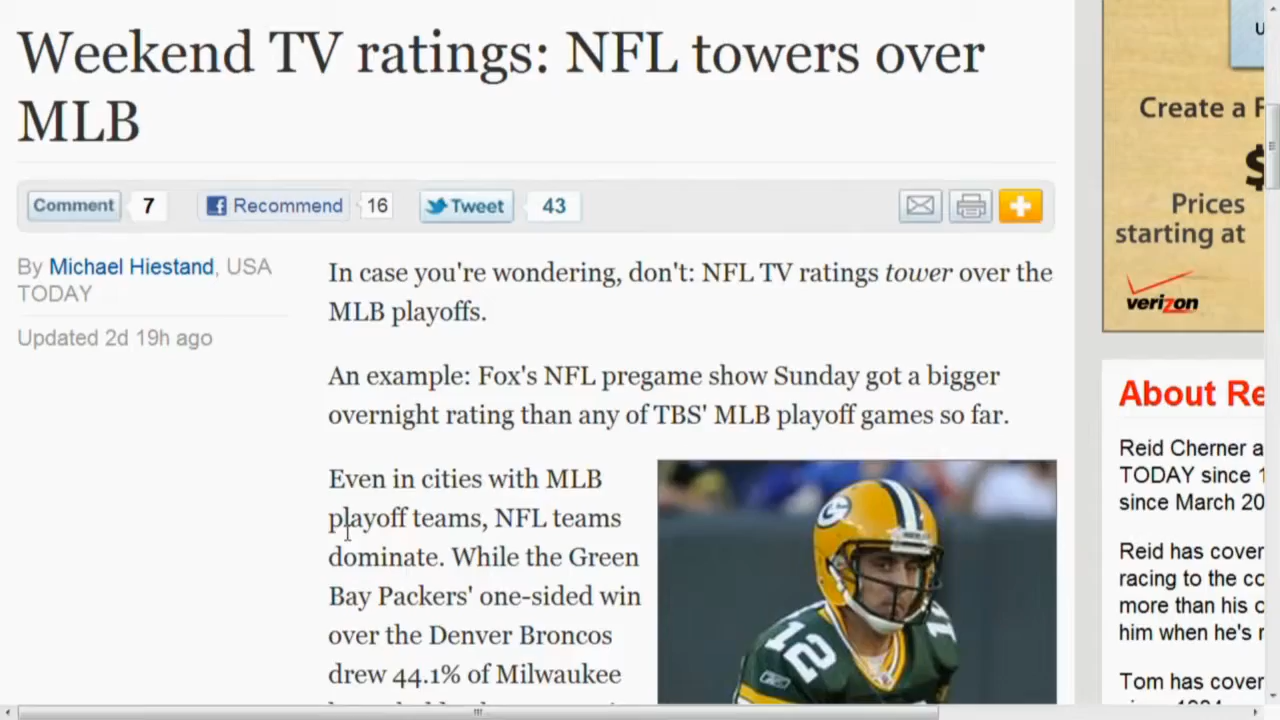 Weekend TV ratings: NFL towers over
MLB
Comment 7 Recommend 16 Tweet 43
By Michael Hiestand, USA
TODAY
Updated 2d 19h ago
In case you're wondering, don't: NFL TV ratings tower over the
MLB playoffs.
An example: Fox's NFL pregame show Sunday got a bigger
overnight rating than any of TBS' MLB playoff games so far.
Even in cities with MLB
playoff teams, NFL teams
dominate. While the Green
Bay Packers' one-sided win
over the Denver Broncos
drew 44.1% of Milwaukee
G
12
U
Create a F
$
Prices
starting at
verizon
About Re
Reid Cherner a
TODAY since 1
since March 20
Reid has cover
racing to the co
more than his c
him when he's r
Tom has cover